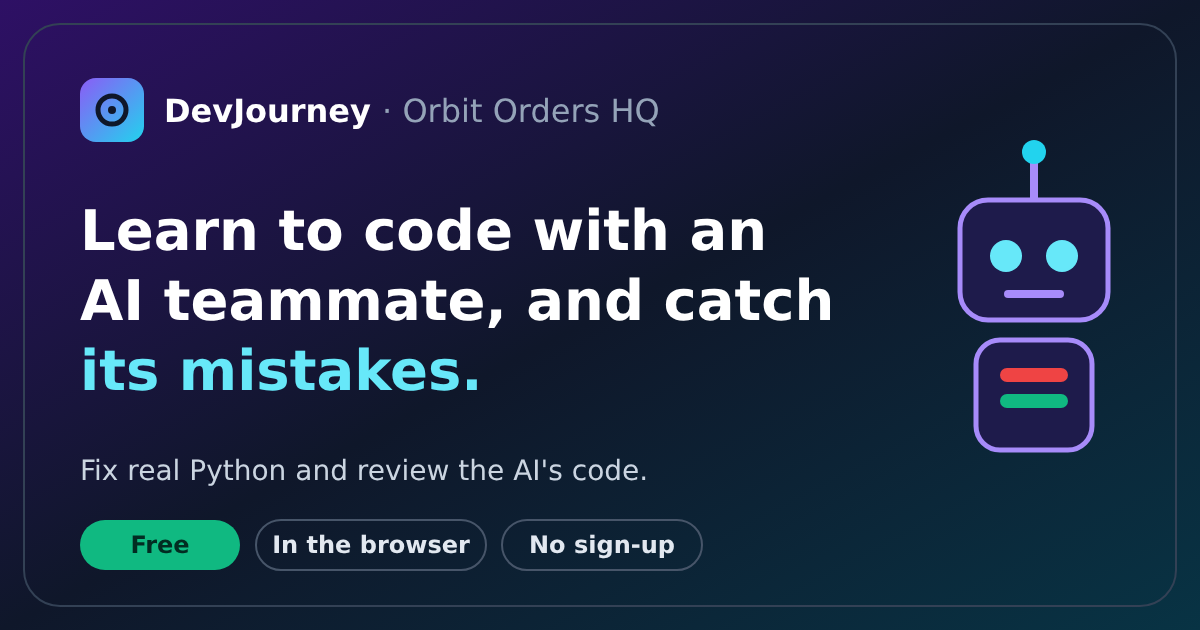 DevJourney · Orbit Orders HQ
Learn to code with an
AI teammate, and catch
its mistakes.
Fix real Python and review the AI's code.
Free
In the browser
No sign-up